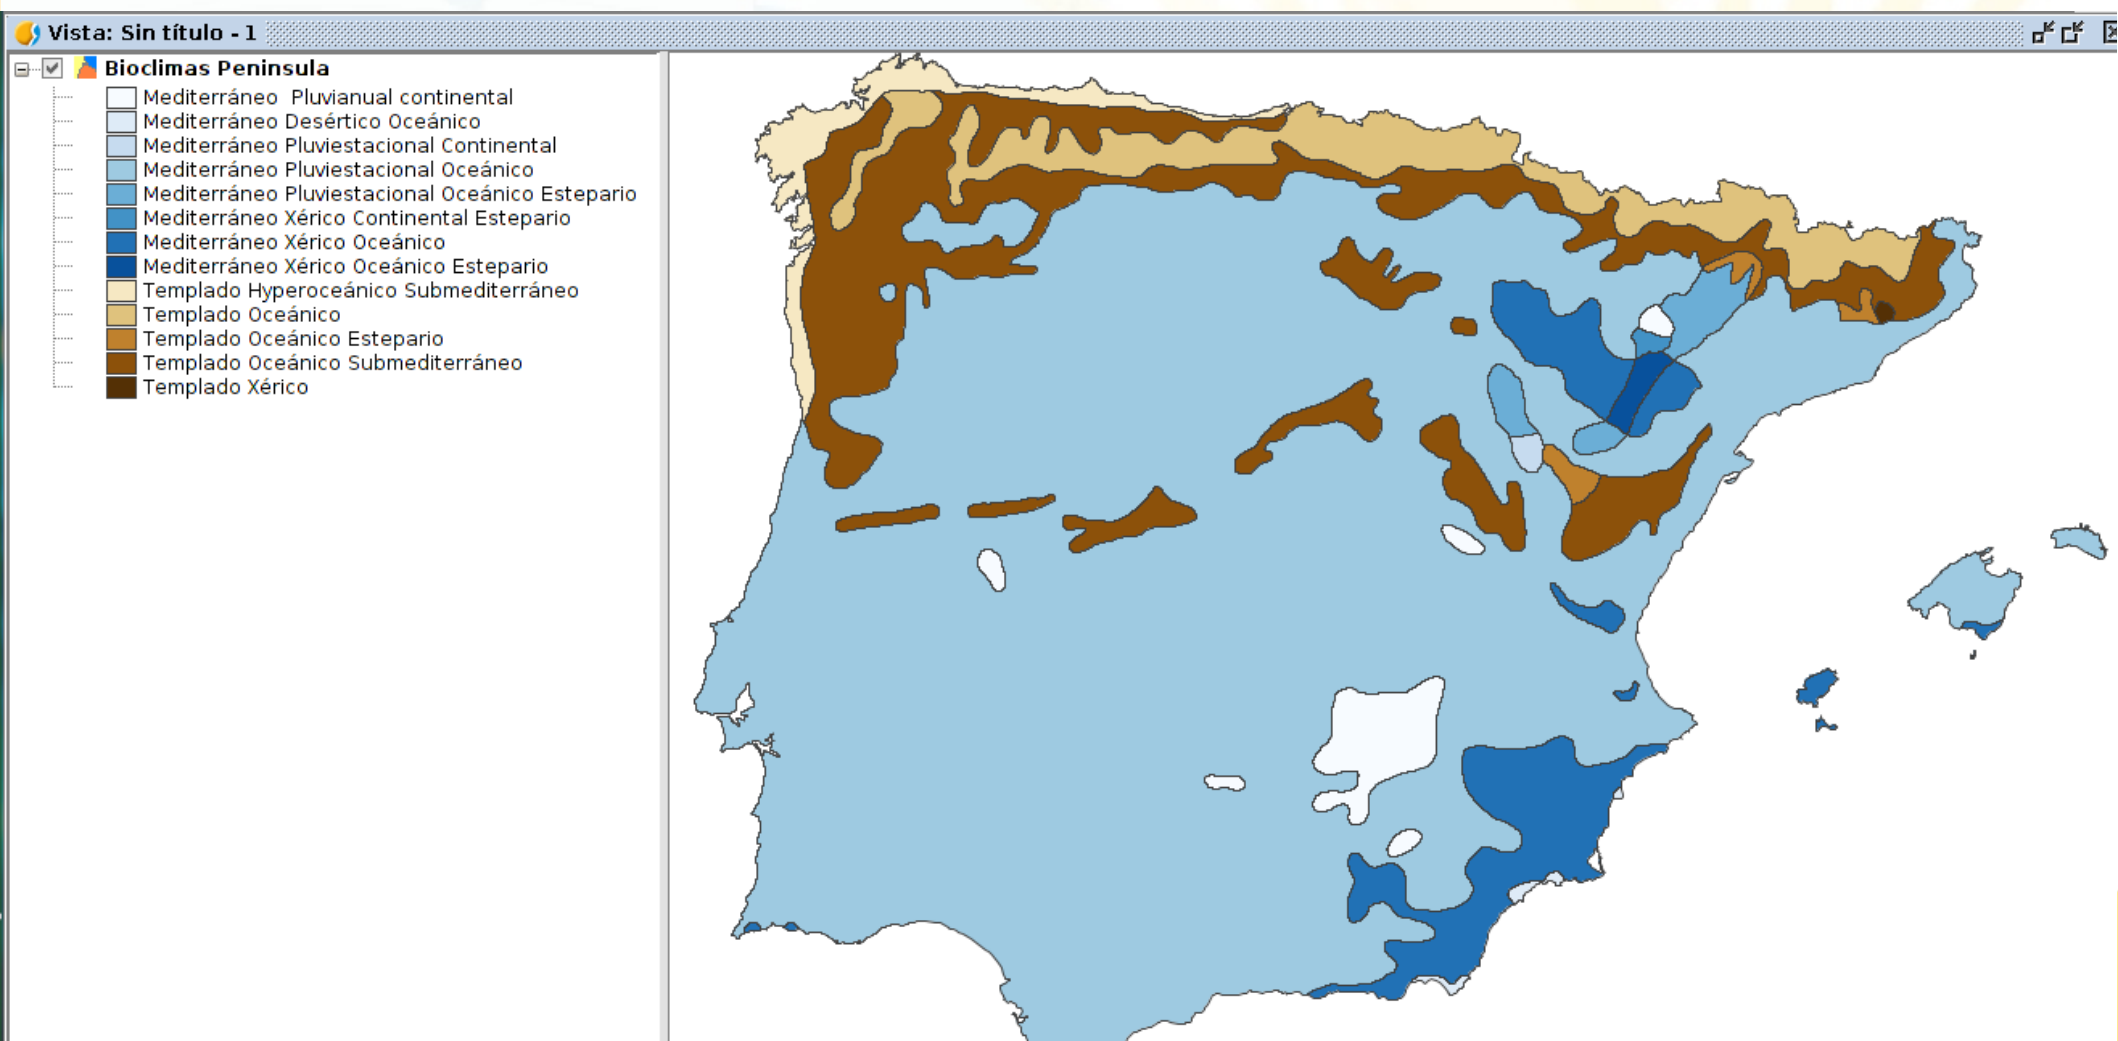 Vista: Sin título - 1
Bioclimas Peninsula
Mediterráneo  Pluvianual continental
Mediterráneo Desértico Oceánico
Mediterráneo Pluviestacional Continental
Mediterráneo Pluviestacional Oceánico
Mediterráneo Pluviestacional Oceánico Estepario
Mediterráneo Xérico Continental Estepario
Mediterráneo Xérico Oceánico
Mediterráneo Xérico Oceánico Estepario
Templado Hyperoceánico Submediterráneo
Templado Oceánico
Templado Oceánico Estepario
Templado Oceánico Submediterráneo
Templado Xérico